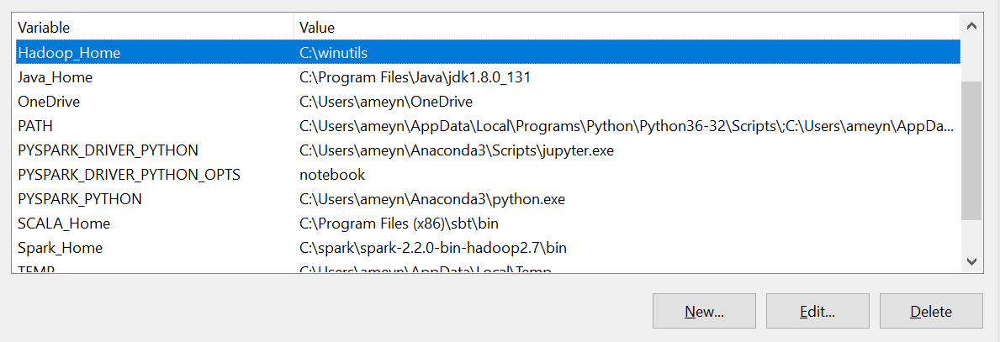 Variable Value
Hadoop_Home C:\winutils
Java_Home C:\Program Files\Java\jdk1.8.0_131
OneDrive C:\Users\ameyn\OneDrive
PATH C:\Users\ameyn\AppData\Local\Programs\Python\Python36-32\Scripts\;C:\Users\ameyn\AppDa...
PYSPARK_DRIVER_PYTHON C:\Users\ameyn\Anaconda3\Scripts\jupyter.exe
PYSPARK_DRIVER_PYTHON_OPTS notebook
PYSPARK_PYTHON C:\Users\ameyn\Anaconda3\python.exe
SCALA_Home C:\Program Files (x86)\sbt\bin
Spark_Home C:\spark\spark-2.2.0-bin-hadoop2.7\bin
TEMP C:\Users\ameyn\AppData\Local\Temp
New... Edit... Delete